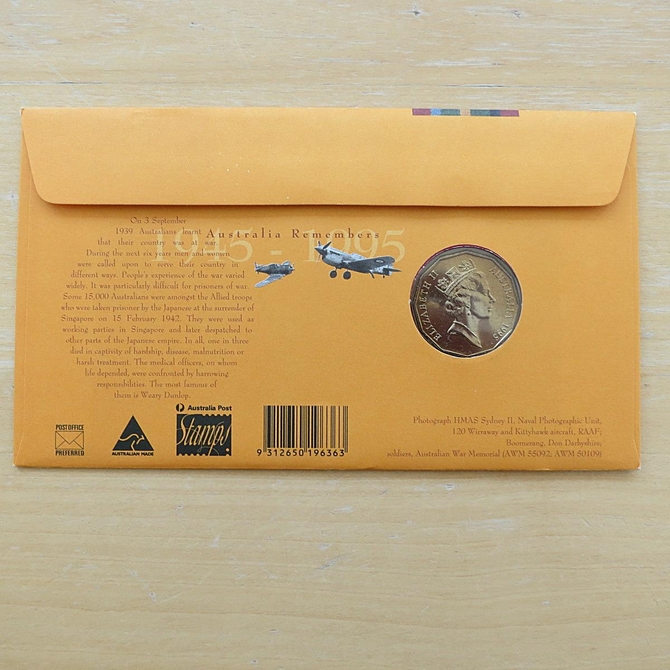 On 3 September
1939, Australians learnt
that their country was at war.
During the next six years men and women
were called upon to serve their country in
different ways. People's experience of the war varied
widely. It was particularly difficult for prisoners of war.
Some 15,000 Australians were amongst the Allied troops
who were taken prisoner by the Japanese at the surrender of
Singapore on 15 February 1942. They were used as
working parties in Singapore and later despatched to
other parts of the Japanese empire. In all, one in three
died in captivity of hardship, disease, malnutrition or
harsh treatment. The medical officers, on whom
life depended, were confronted by harrowing
responsibilities. The most famous of
them is Weary Dunlop.
Australia Remembers
1945 - 1995
ELIZABETH II AUSTRALIA 1995
POST OFFICE
PREFERRED
AUSTRALIAN MADE
Australia Post
Stamps!
9 312650 196363
Photograph HMAS Sydney II, Naval Photographic Unit,
120 Wirraway and Kittyhawk aircraft, RAAF;
Boomerang, Don Darbyshire;
soldiers, Australian War Memorial (AWM 55092; AWM 50109)